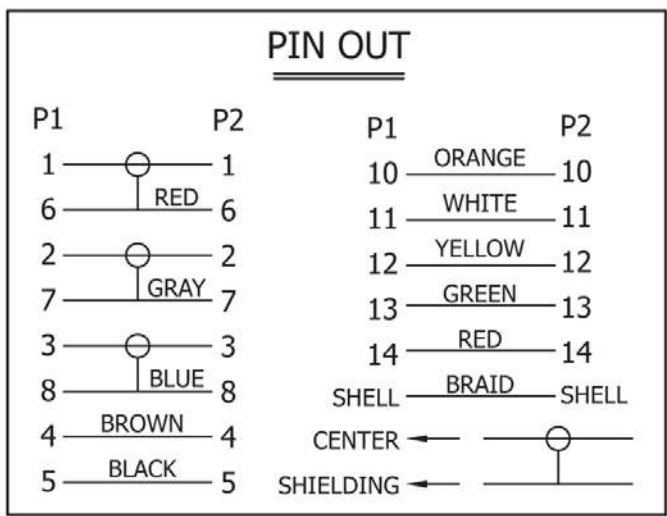 PIN OUT
P1 P2
1 1
6 RED 6
2 2
7 GRAY 7
3 3
8 BLUE 8
4 BROWN 4
5 BLACK 5
P1 P2
10 ORANGE 10
11 WHITE 11
12 YELLOW 12
13 GREEN 13
14 RED 14
SHELL BRAID SHELL
CENTER
SHIELDING